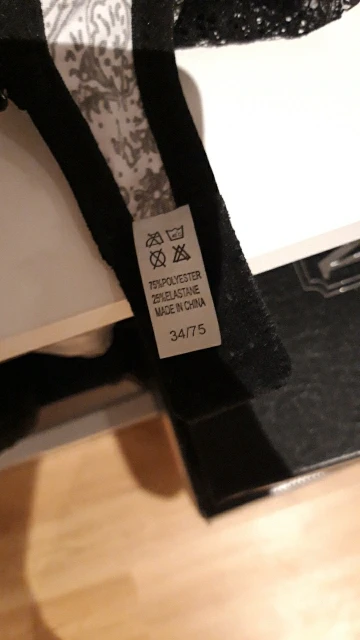 75%POLYESTER
25%ELASTANE
MADE IN CHINA
34/75